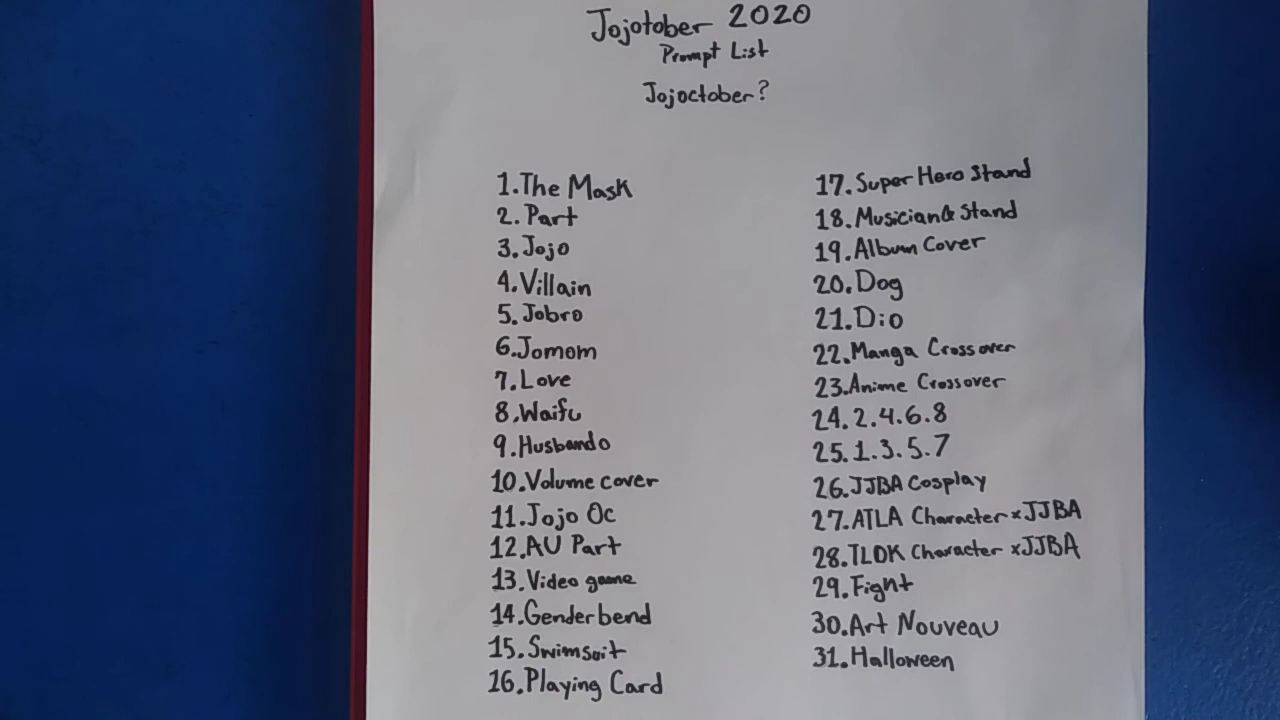 Jojotober 2020
Prompt List
Jojoctober?
1.The Mask
2.Part
3.Jojo
4.Villain
5.Jobro
6.Jomom
7.Love
8.Waifu
9.Husbando
10.Volume cover
11.Jojo Oc
12.AU Part
13.Video game
14.Genderbend
15.Swimsuit
16.Playing Card
17.Super Hero Stand
18.Musician& Stand
19.Album Cover
20.Dog
21.Dio
22.Manga Crossover
23.Anime Crossover
24.2.4.6.8
25.1.3.5.7
26.JJBA Cosplay
27.ATLA Character x JJBA
28.TLOK Character x JJBA
29.Fight
30.Art Nouveau
31.Halloween